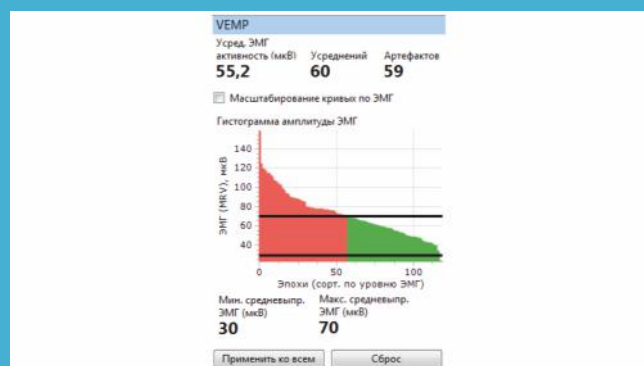 VEMP
Усред. ЭМГ
активность (мкВ) Усреднений Артефактов
55,2 60 59
Масштабирование кривых по ЭМГ
Гистограмма амплитуды ЭМГ
ЭМГ (MRV), мкВ
140
120
100
80
60
40
0 50 100
Эпохи (сорт. по уровню ЭМГ)
Мин. средневыпр. Макс. средневыпр.
ЭМГ (мкВ) ЭМГ (мкВ)
30 70
Применить ко всем Сброс